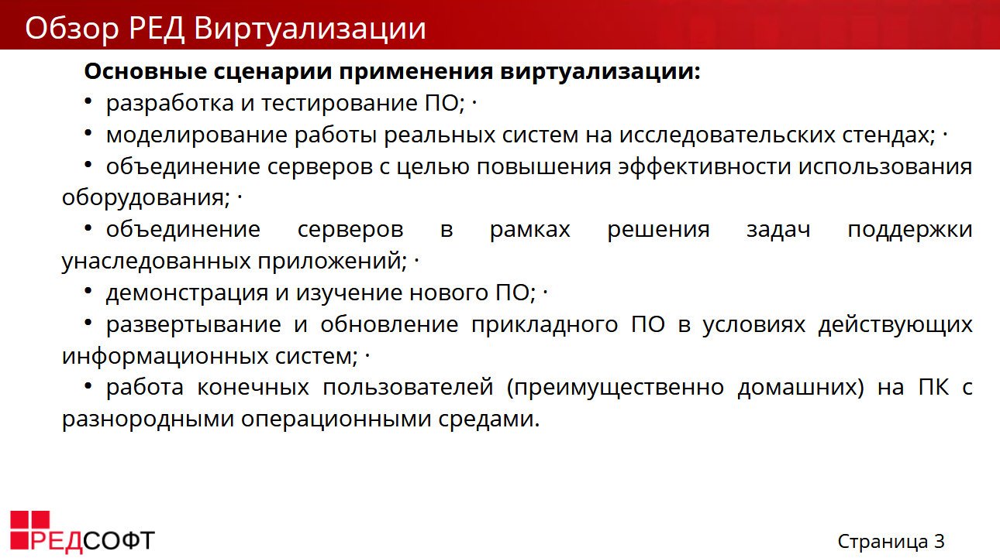 Обзор РЕД Виртуализации
Основные сценарии применения виртуализации:
• разработка и тестирование ПО; ·
• моделирование работы реальных систем на исследовательских стендах; ·
• объединение серверов с целью повышения эффективности использования
оборудования; ·
• объединение серверов в рамках решения задач поддержки
унаследованных приложений; ·
• демонстрация и изучение нового ПО; ·
• развертывание и обновление прикладного ПО в условиях действующих
информационных систем; ·
• работа конечных пользователей (преимущественно домашних) на ПК с
разнородными операционными средами.
РЕДСОФТ
Страница 3